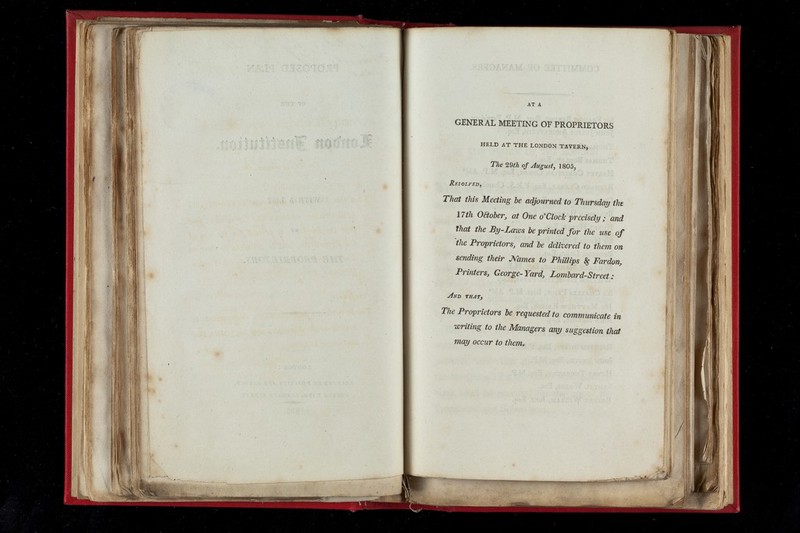 AT A
GENERAL MEETING OF PROPRIETORS
HELD AT THE LONDON TAVERN,
The 29th of August, 1805,
RESOLVED,
That this Meeting be adjourned to Thursday the
17th October, at One o'Clock precisely; and
that the By-Laws be printed for the use of
the Proprietors, and be delivered to them on
sending their Names to Phillips & Fardon,
Printers, George-Yard, Lombard-Street:
AND THAT,
The Proprietors be requested to communicate in
writing to the Managers any suggestion that
may occur to them.